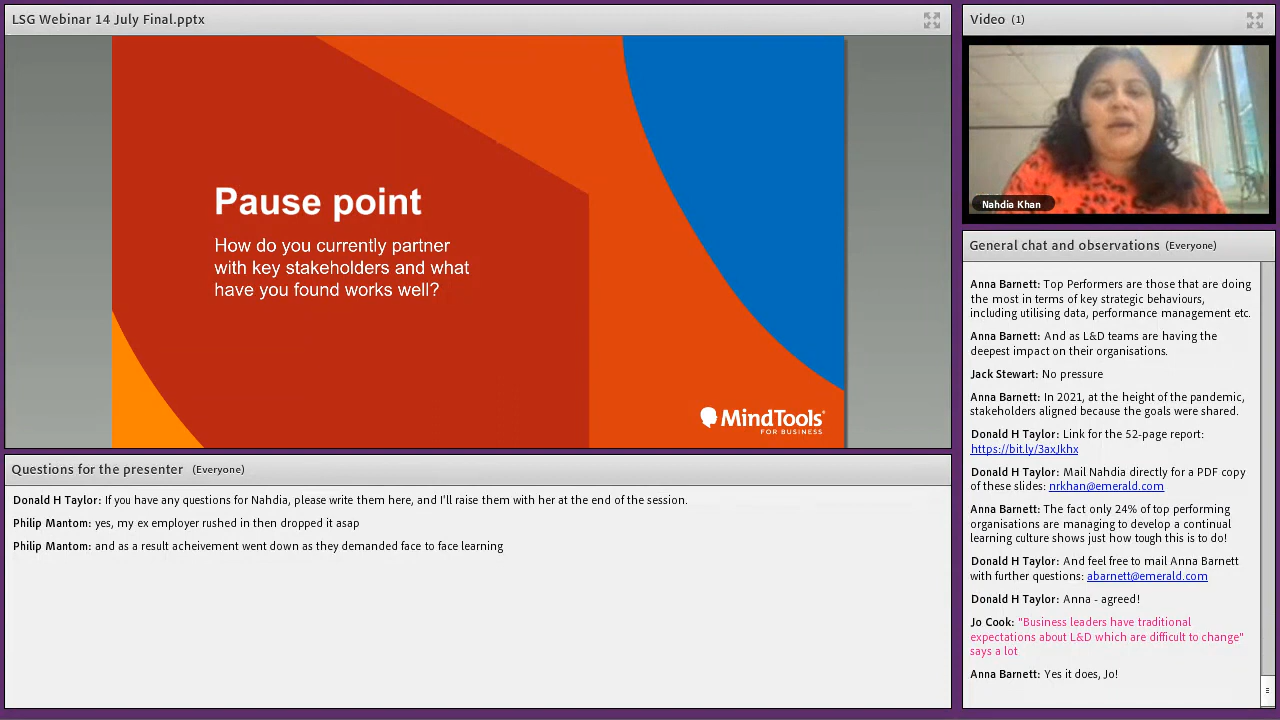 LSG Webinar 14 July Final.pptx
Pause point
How do you currently partner
with key stakeholders and what
have you found works well?
MindTools
FOR BUSINESS
Questions for the presenter (Everyone)
Donald H Taylor: If you have any questions for Nahdia, please write them here, and I'll raise them with her at the end of the session.
Philip Mantom: yes, my ex employer rushed in then dropped it asap
Philip Mantom: and as a result acheivement went down as they demanded face to face learning
Video (1)
Nahdia Khan
General chat and observations (Everyone)
Anna Barnett: Top Performers are those that are doing
the most in terms of key strategic behaviours,
including utilising data, performance management etc.
Anna Barnett: And as L&D teams are having the
deepest impact on their organisations.
Jack Stewart: No pressure
Anna Barnett: In 2021, at the height of the pandemic,
stakeholders aligned because the goals were shared.
Donald H Taylor: Link for the 52-page report:
https://bit.ly/3axJkhx
Donald H Taylor: Mail Nahdia directly for a PDF copy
of these slides: nrkhan@emerald.com
Anna Barnett: The fact only 24% of top performing
organisations are managing to develop a continual
learning culture shows just how tough this is to do!
Donald H Taylor: And feel free to mail Anna Barnett
with further questions: abarnett@emerald.com
Donald H Taylor: Anna - agreed!
Jo Cook: "Business leaders have traditional
expectations about L&D which are difficult to change"
says a lot
Anna Barnett: Yes it does, Jo!